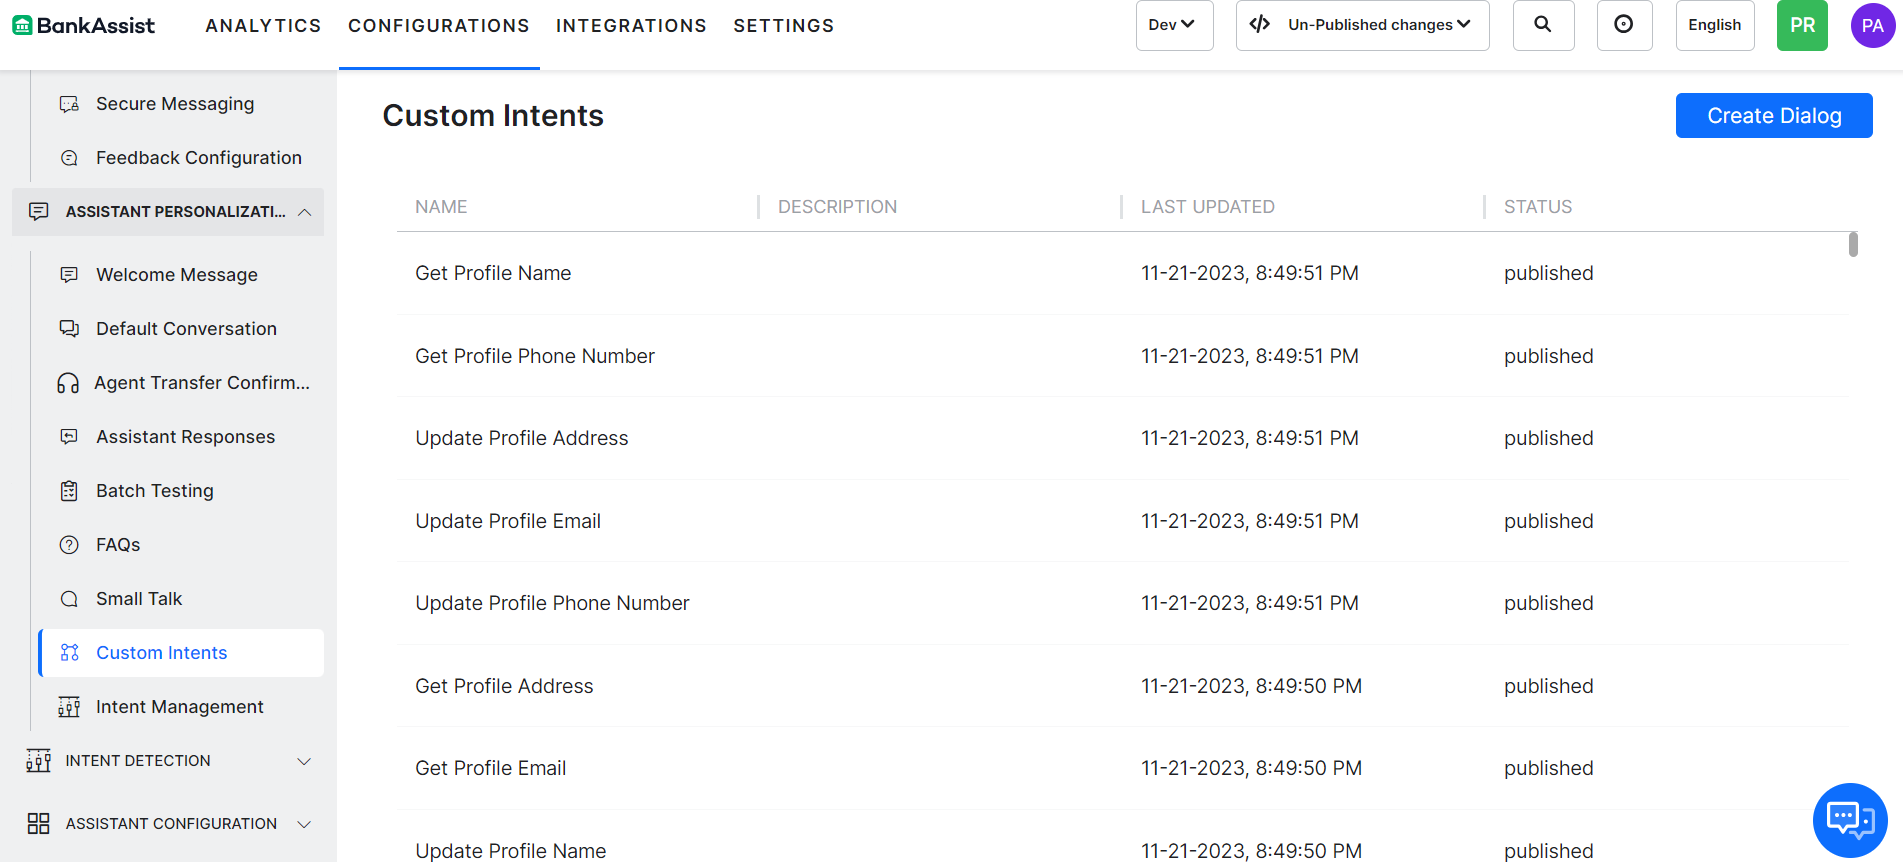 BankAssist
ANALYTICS
CONFIGURATIONS
INTEGRATIONS
SETTINGS
Dev
Un-Published changes
English
PR
PA
Secure Messaging
Feedback Configuration
ASSISTANT PERSONALIZATI...
Welcome Message
Default Conversation
Agent Transfer Confirm...
Assistant Responses
Batch Testing
FAQs
Small Talk
Custom Intents
Intent Management
INTENT DETECTION
ASSISTANT CONFIGURATION
Custom Intents
Create Dialog
NAME DESCRIPTION LAST UPDATED STATUS
Get Profile Name 11-21-2023, 8:49:51 PM published
Get Profile Phone Number 11-21-2023, 8:49:51 PM published
Update Profile Address 11-21-2023, 8:49:51 PM published
Update Profile Email 11-21-2023, 8:49:51 PM published
Update Profile Phone Number 11-21-2023, 8:49:51 PM published
Get Profile Address 11-21-2023, 8:49:50 PM published
Get Profile Email 11-21-2023, 8:49:50 PM published
Update Profile Name 11-21-2023, 8:49:50 PM published